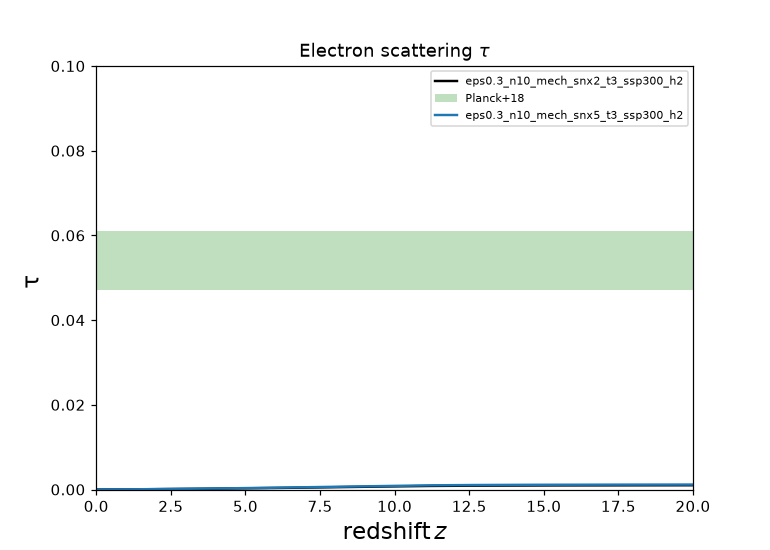 Electron scattering τ
0.10
0.08
0.06
0.04
0.02
0.00
τ
eps0.3_n10_mech_snx2_t3_ssp300_h2
Planck+18
eps0.3_n10_mech_snx5_t3_ssp300_h2
0.0 2.5 5.0 7.5 10.0 12.5 15.0 17.5 20.0
redshift z